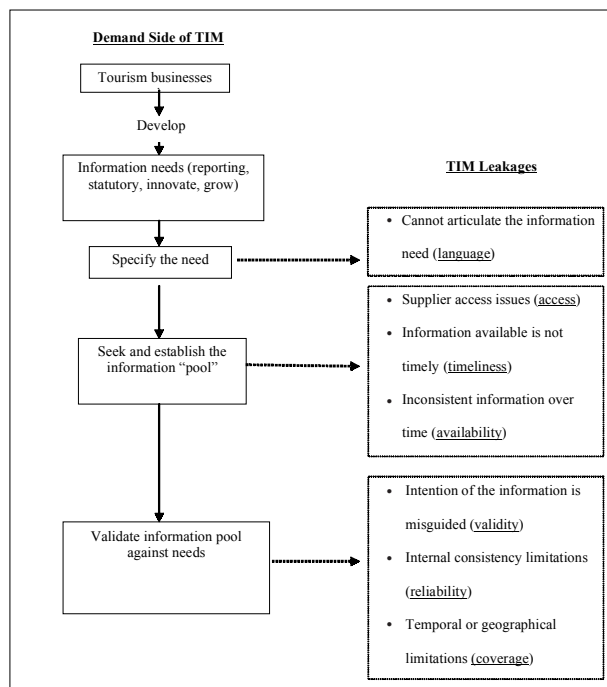 Demand Side of TIM
Tourism businesses
Develop
Information needs (reporting,
statutory, innovate, grow)
Specify the need
Seek and establish the
information “pool”
Validate information pool
against needs
TIM Leakages
• Cannot articulate the information
need (language)
• Supplier access issues (access)
• Information available is not
timely (timeliness)
• Inconsistent information over
time (availability)
• Intention of the information is
misguided (validity)
• Internal consistency limitations
(reliability)
• Temporal or geographical
limitations (coverage)